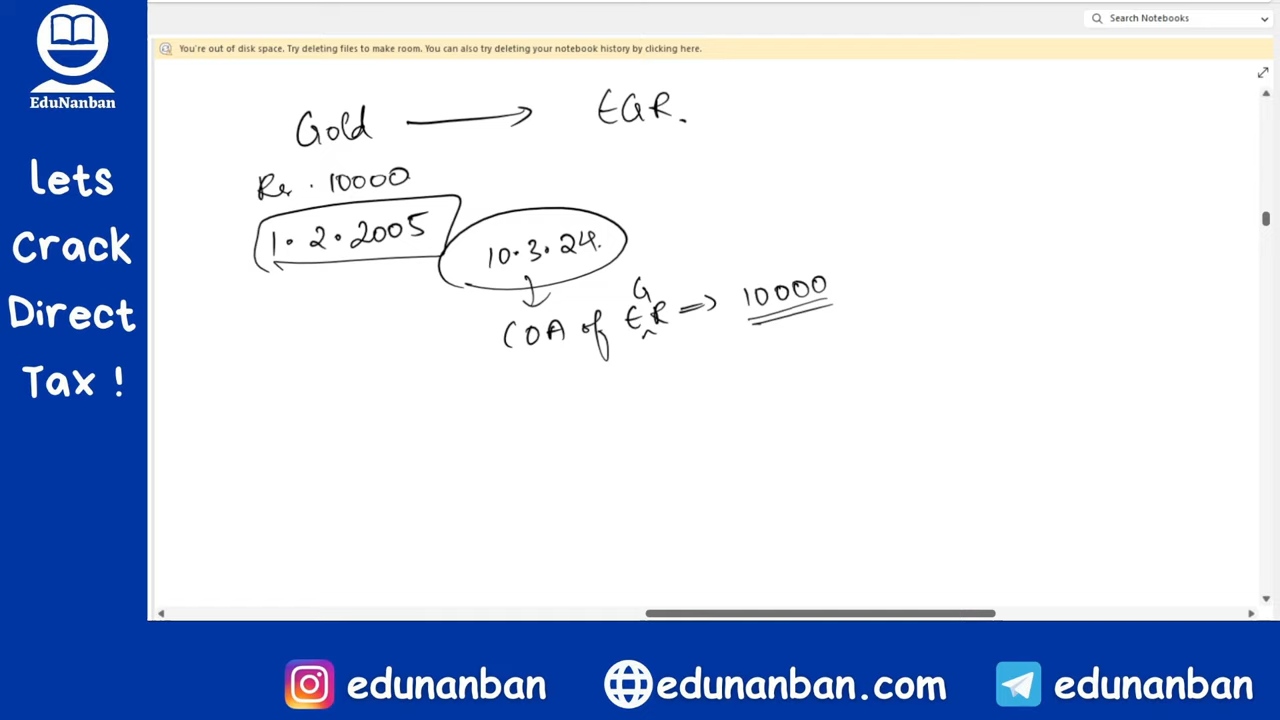 Search Notebooks
You're out of disk space. Try deleting files to make room. You can also try deleting your notebook history by clicking here.
EduNanban
Lets
Crack
Direct
Tax !
Gold → EGR.
Rs. 10000
1.2.2005
10.3.24.
G
COA of ER => 10000
edunanban
edunanban.com
edunanban